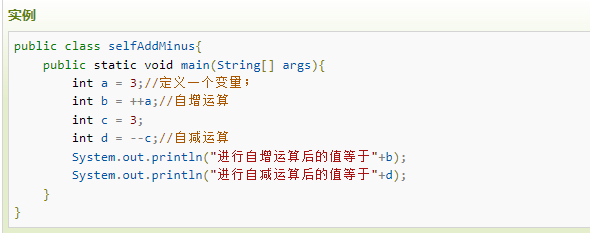 实例
public class selfAddMinus{
    public static void main(String[] args){
        int a = 3;//定义一个变量；
        int b = ++a;//自增运算
        int c = 3;
        int d = --c;//自减运算
        System.out.println("进行自增运算后的值等于"+b);
        System.out.println("进行自减运算后的值等于"+d);
    }
}